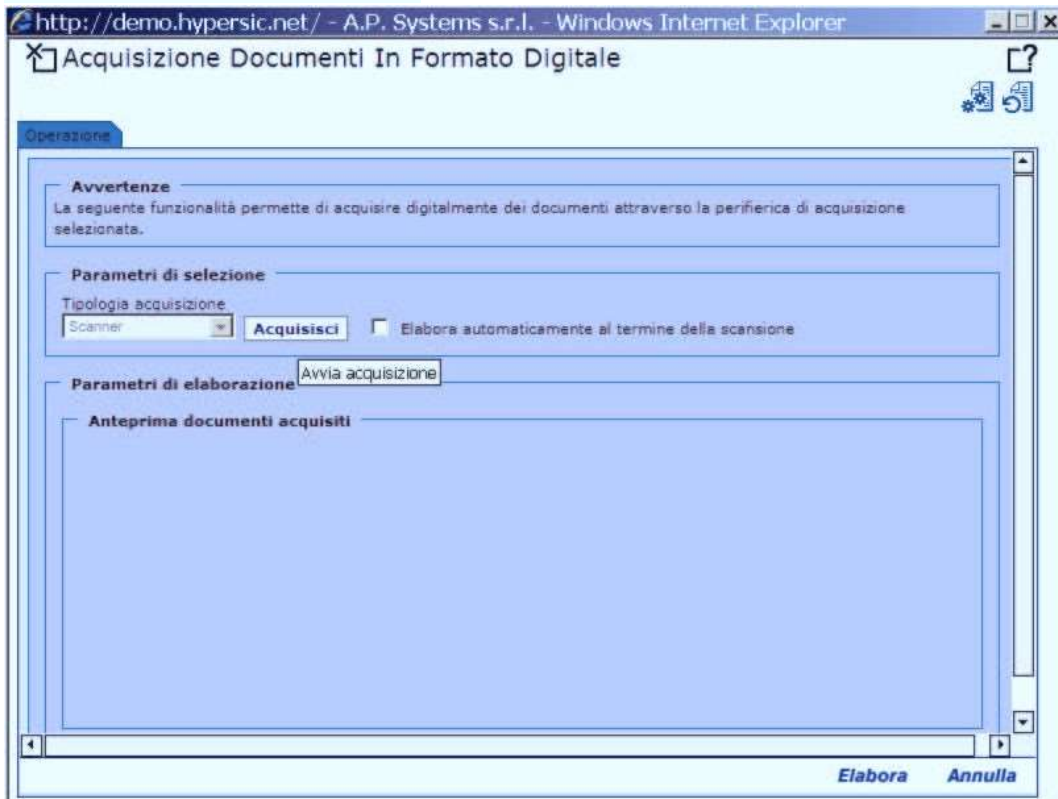 http://demo.hypersic.net/ - A.P. Systems s.r.l. - Windows Internet Explorer
Acquisizione Documenti In Formato Digitale
Operazione
Avvertenze
La seguente funzionalità permette di acquisire digitalmente dei documenti attraverso la perifierica di acquisizione
selezionata.
Parametri di selezione
Tipologia acquisizione
Scanner
Acquisisci
Elabora automaticamente al termine della scansione
Avvia acquisizione
Parametri di elaborazione
Anteprima documenti acquisiti
Elabora Annulla